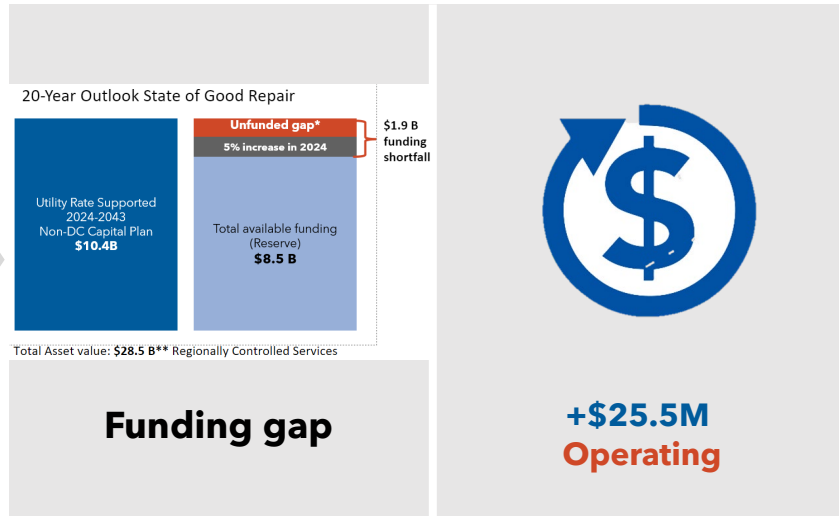 20-Year Outlook State of Good Repair
Unfunded gap*
5% increase in 2024
$1.9 B
funding
shortfall
Utility Rate Supported
2024-2043
Non-DC Capital Plan
$10.4B
Total available funding
(Reserve)
$8.5 B
Total Asset value: $28.5 B** Regionally Controlled Services
Funding gap
$
+$25.5M
Operating